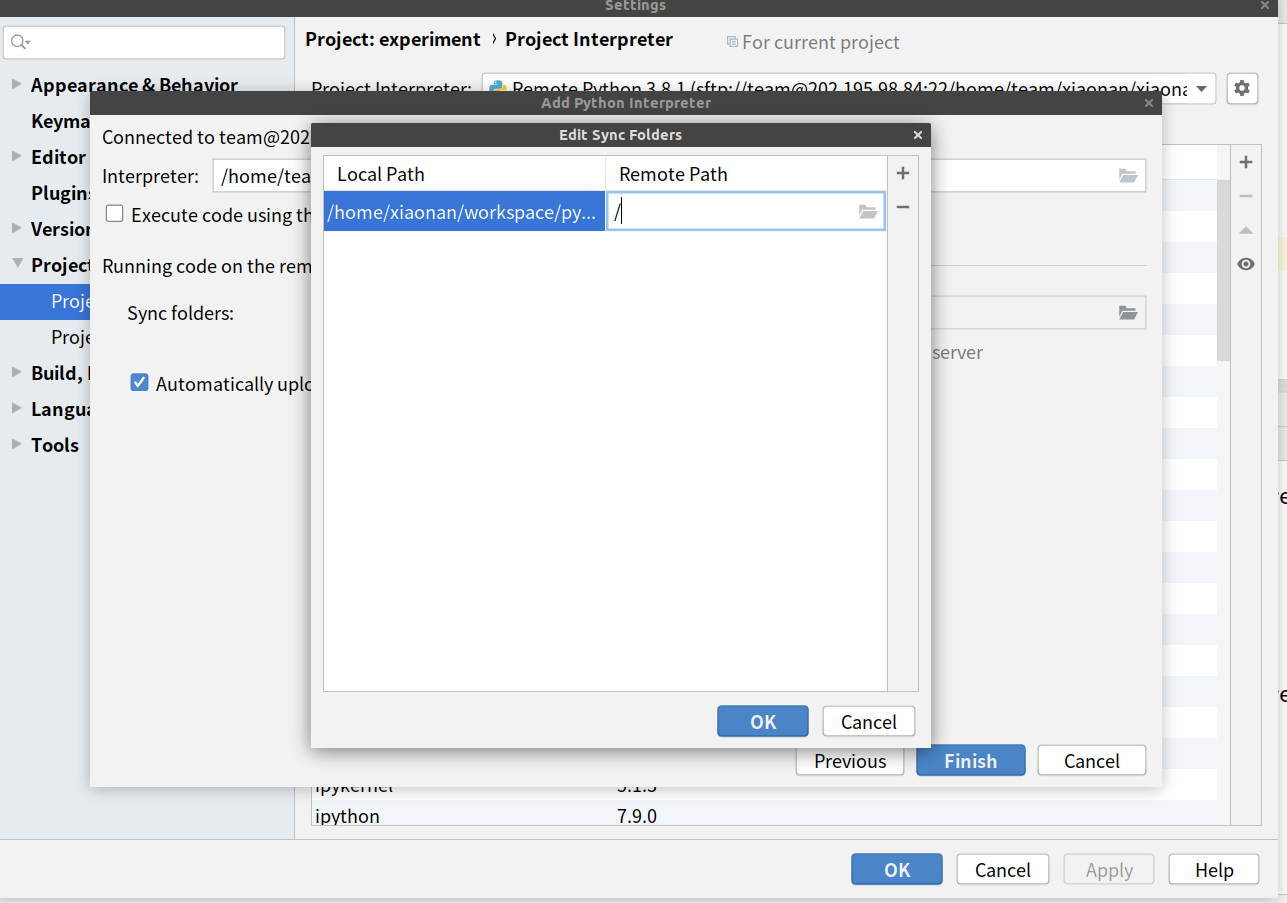 Settings
Project: experiment › Project Interpreter
For current project
Appearance & Behavior
Project Interpreter:
Remote Python 3.8.1 (sftp://team@202.195.98.84:22/home/team/xiaonan/xiaona
Keyma
Editor
Plugins
Version
Project
Proje
Proje
Build,
Langua
Tools
Add Python Interpreter
Connected to team@202
Interpreter:
/home/tea
Execute code using th
Running code on the rem
Sync folders:
server
Automatically uplo
Edit Sync Folders
Local Path
Remote Path
/home/xiaonan/workspace/py...
/
OK
Cancel
Previous
Finish
Cancel
ipykernel
5.1.3
ipython
7.9.0
OK
Cancel
Apply
Help